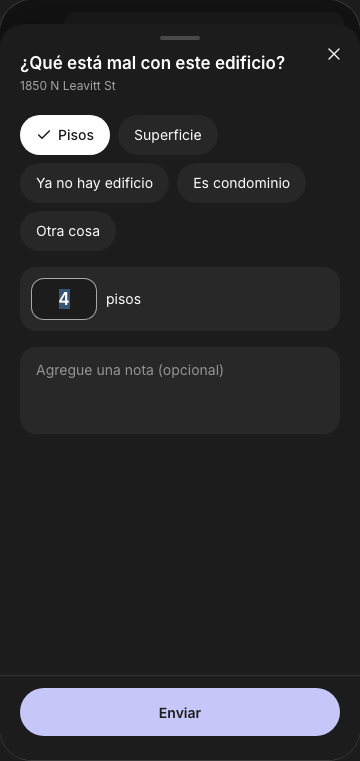 ¿Qué está mal con este edificio?
1850 N Leavitt St
Pisos
Superficie
Ya no hay edificio
Es condominio
Otra cosa
4 pisos
Agregue una nota (opcional)
Enviar